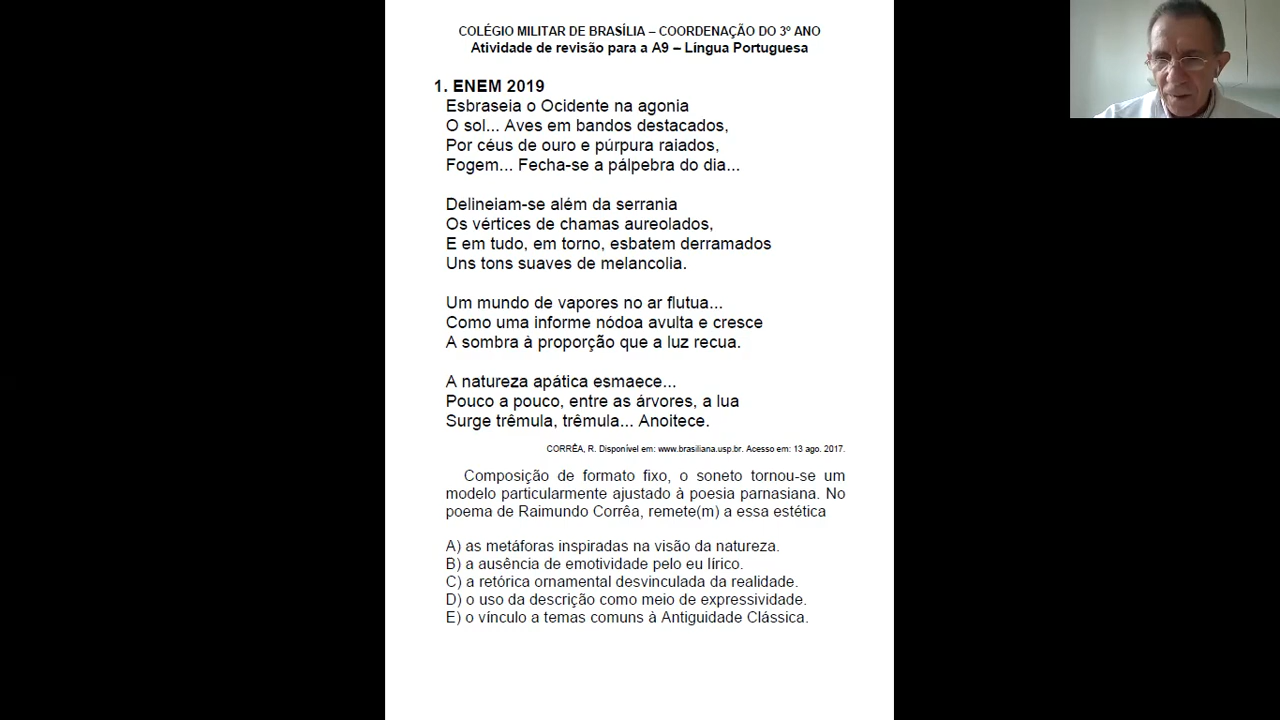 COLÉGIO MILITAR DE BRASÍLIA – COORDENAÇÃO DO 3º ANO
Atividade de revisão para a A9 – Língua Portuguesa
1. ENEM 2019
Esbraseia o Ocidente na agonia
O sol... Aves em bandos destacados,
Por céus de ouro e púrpura raiados,
Fogem... Fecha-se a pálpebra do dia...
Delineiam-se além da serrania
Os vértices de chamas aureolados,
E em tudo, em torno, esbatem derramados
Uns tons suaves de melancolia.
Um mundo de vapores no ar flutua...
Como uma informe nódoa avulta e cresce
A sombra à proporção que a luz recua.
A natureza apática esmaece...
Pouco a pouco, entre as árvores, a lua
Surge trêmula, trêmula... Anoitece.
CORRÊA, R. Disponível em: www.brasiliana.usp.br. Acesso em: 13 ago. 2017.
Composição de formato fixo, o soneto tornou-se um
modelo particularmente ajustado à poesia parnasiana. No
poema de Raimundo Corrêa, remete(m) a essa estética
A) as metáforas inspiradas na visão da natureza.
B) a ausência de emotividade pelo eu lírico.
C) a retórica ornamental desvinculada da realidade.
D) o uso da descrição como meio de expressividade.
E) o vínculo a temas comuns à Antiguidade Clássica.